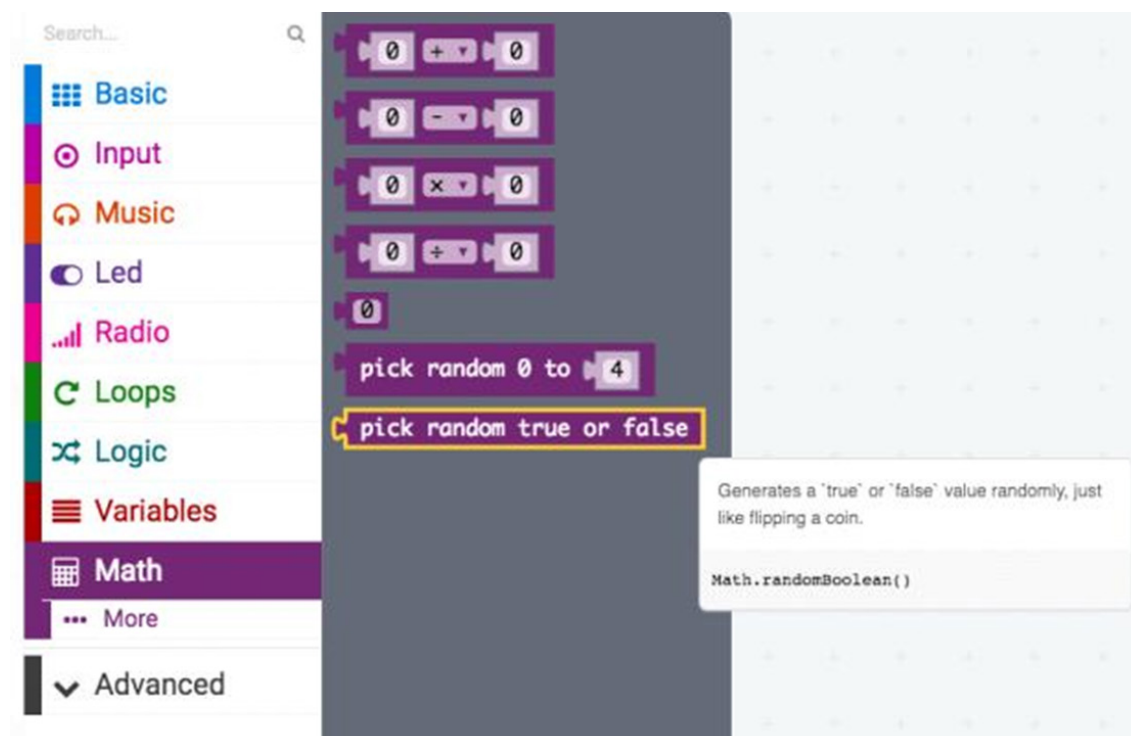 Search...
Basic
Input
Music
Led
Radio
Loops
Logic
Variables
Math
More
Advanced
0 + 0
0 - 0
0 × 0
0 ÷ 0
0
pick random 0 to 4
pick random true or false
Generates a `true` or `false` value randomly, just
like flipping a coin.
Math.randomBoolean()